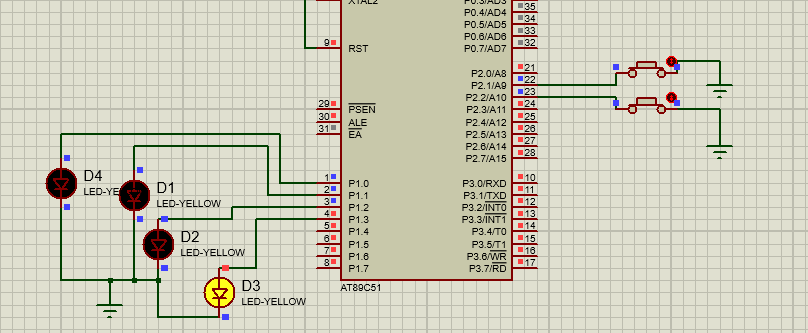 XTAL2
P0.3/AD3
P0.4/AD4
35
P0.5/AD5
34
P0.6/AD6
33
9
RST
P0.7/AD7
32
P2.0/A8
21
P2.1/A9
22
P2.2/A10
23
29
PSEN
P2.3/A11
24
30
ALE
P2.4/A12
25
31
EA
P2.5/A13
26
P2.6/A14
27
P2.7/A15
28
1
P1.0
P3.0/RXD
10
2
P1.1
P3.1/TXD
11
3
P1.2
P3.2/INT0
12
4
P1.3
P3.3/INT1
13
5
P1.4
P3.4/T0
14
6
P1.5
P3.5/T1
15
7
P1.6
P3.6/WR
16
8
P1.7
P3.7/RD
17
AT89C51
D4
LED-YE
D1
LED-YELLOW
D2
LED-YELLOW
D3
LED-YELLOW